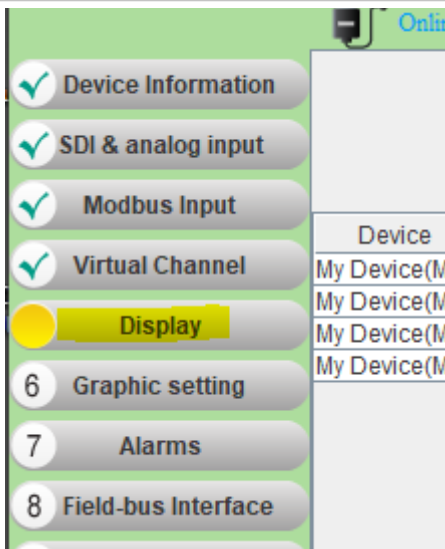 Onli
Device Information
SDI & analog input
Modbus Input
Virtual Channel
Display
6 Graphic setting
7 Alarms
8 Field-bus Interface
Device
My Device(M
My Device(M
My Device(M
My Device(M